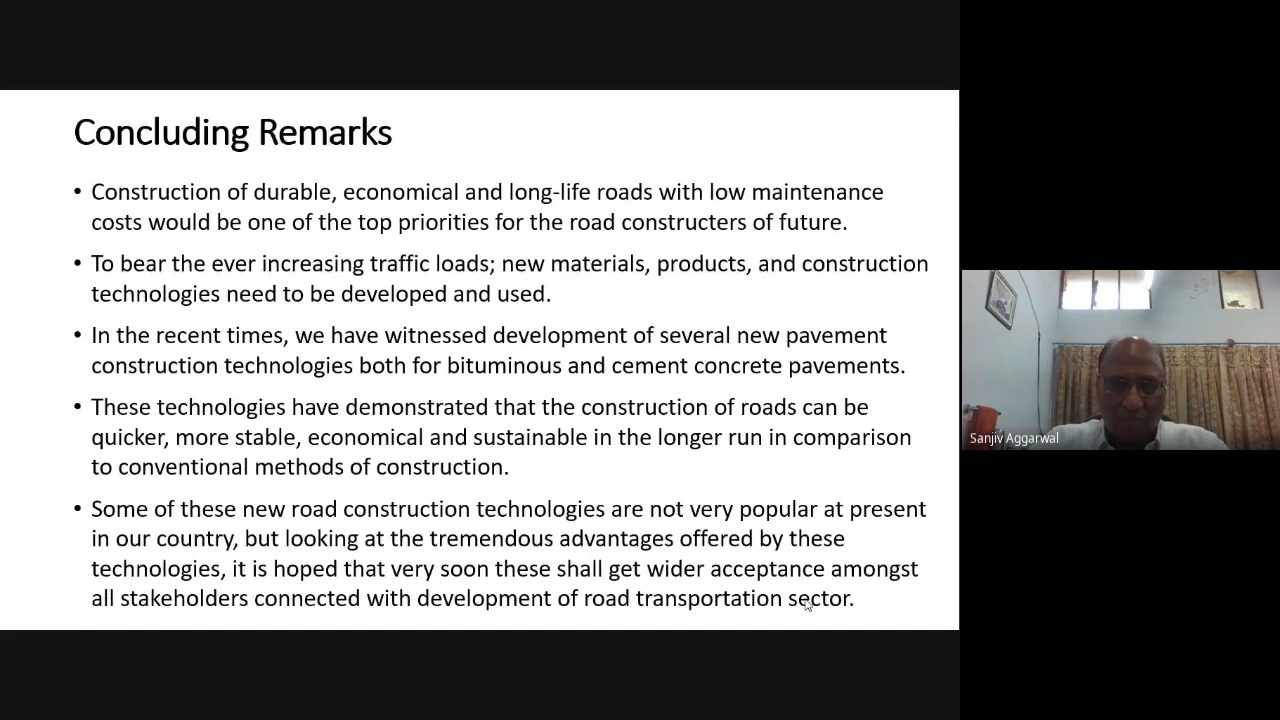 Concluding Remarks
• Construction of durable, economical and long-life roads with low maintenance
costs would be one of the top priorities for the road constructers of future.
• To bear the ever increasing traffic loads; new materials, products, and construction
technologies need to be developed and used.
• In the recent times, we have witnessed development of several new pavement
construction technologies both for bituminous and cement concrete pavements.
• These technologies have demonstrated that the construction of roads can be
quicker, more stable, economical and sustainable in the longer run in comparison
to conventional methods of construction.
• Some of these new road construction technologies are not very popular at present
in our country, but looking at the tremendous advantages offered by these
technologies, it is hoped that very soon these shall get wider acceptance amongst
all stakeholders connected with development of road transportation sector.
Sanjiv Aggarwal